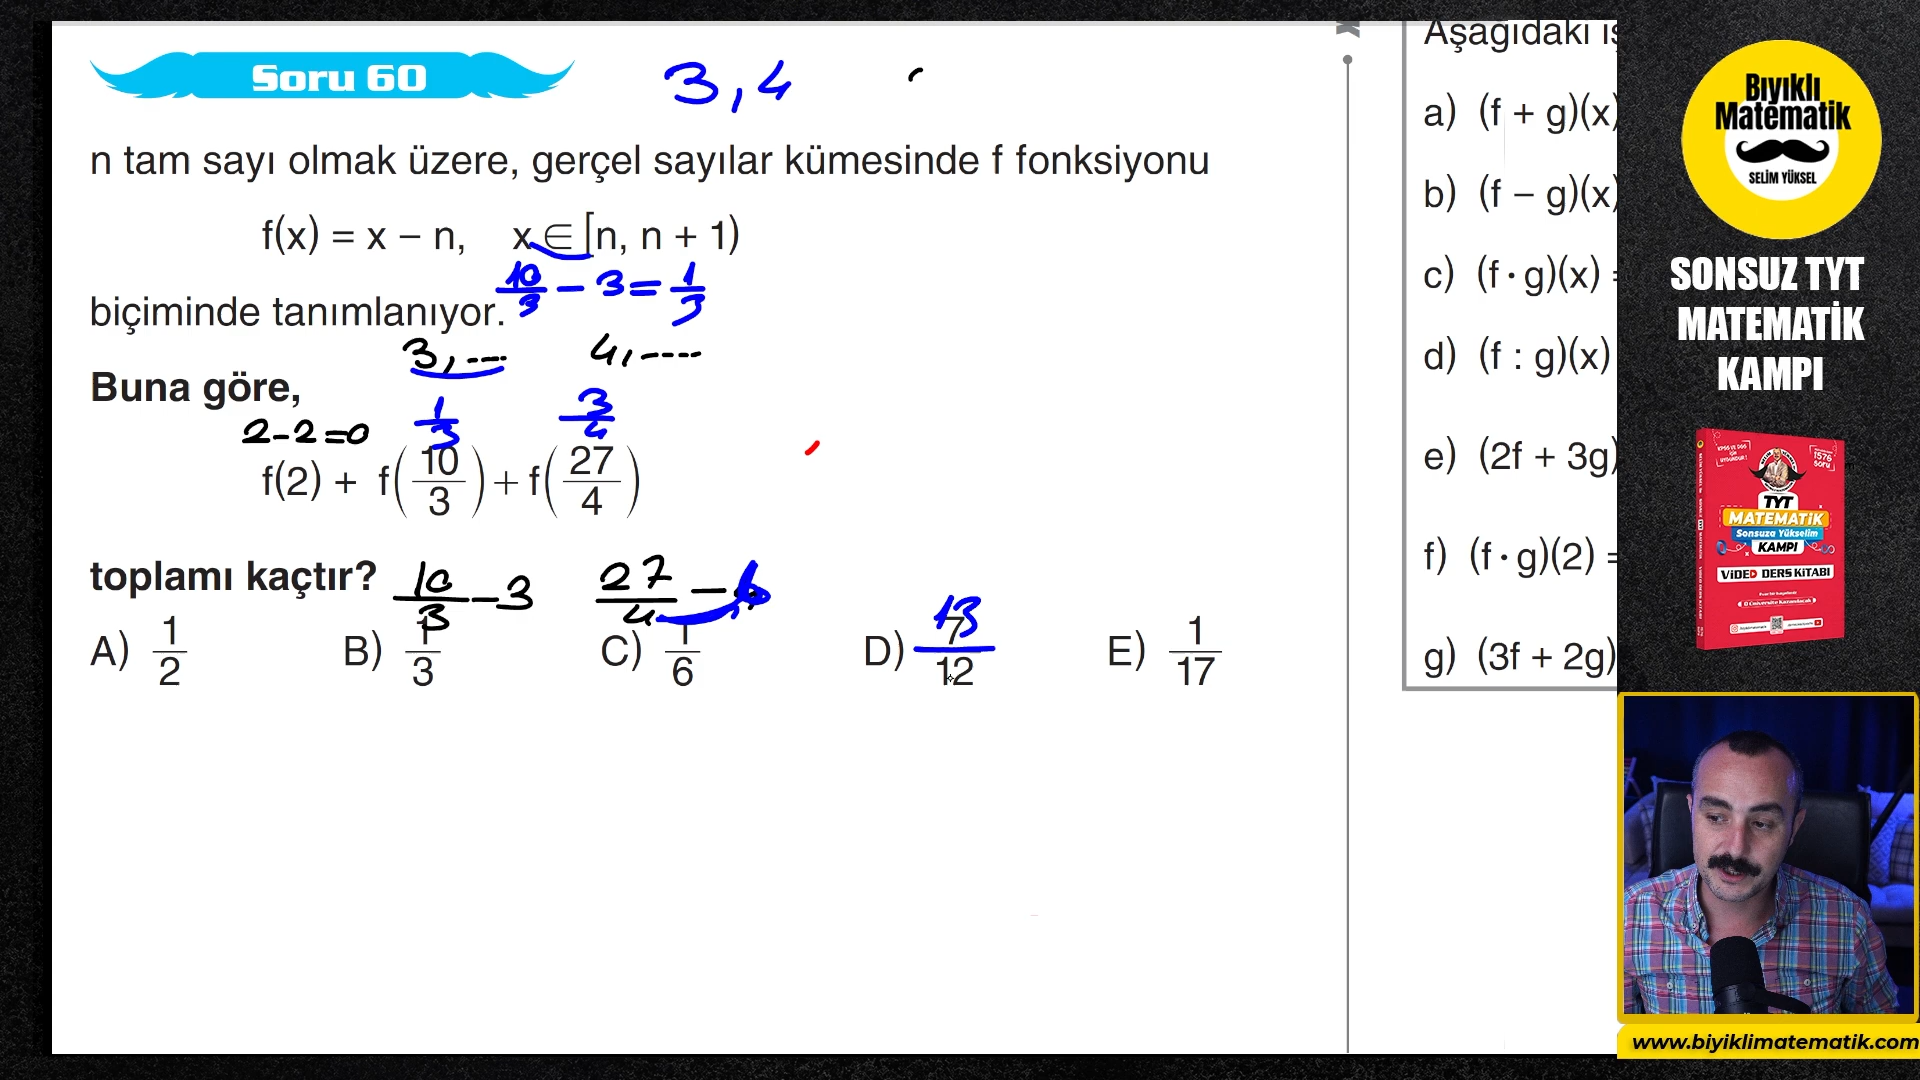 Soru 60
3,4
n tam sayı olmak üzere, gerçel sayılar kümesinde f fonksiyonu
f(x) = x – n, x ∈ [n, n + 1)
10/3 – 3 = 1/3
biçiminde tanımlanıyor.
3,---- 4,----
Buna göre,
2-2=0 1/3 3/4
f(2) + f(10/3) + f(27/4)
toplamı kaçtır?
10/3 – 3 27/4 – 6
13
A) 1/2 B) 1/3 C) 1/6 D) 7/12 E) 1/17
a) (f + g)(x)
b) (f – g)(x)
c) (f · g)(x) =
d) (f : g)(x)
e) (2f + 3g)
f) (f · g)(2) =
g) (3f + 2g)
Bıyıklı
Matematik
SELİM YÜKSEL
SONSUZ TYT
MATEMATİK
KAMPI
1576
soru
TYT
MATEMATİK
Sonsuza Yükselim
KAMPI
VİDEO DERS KİTABI
www.biyiklimatematik.com